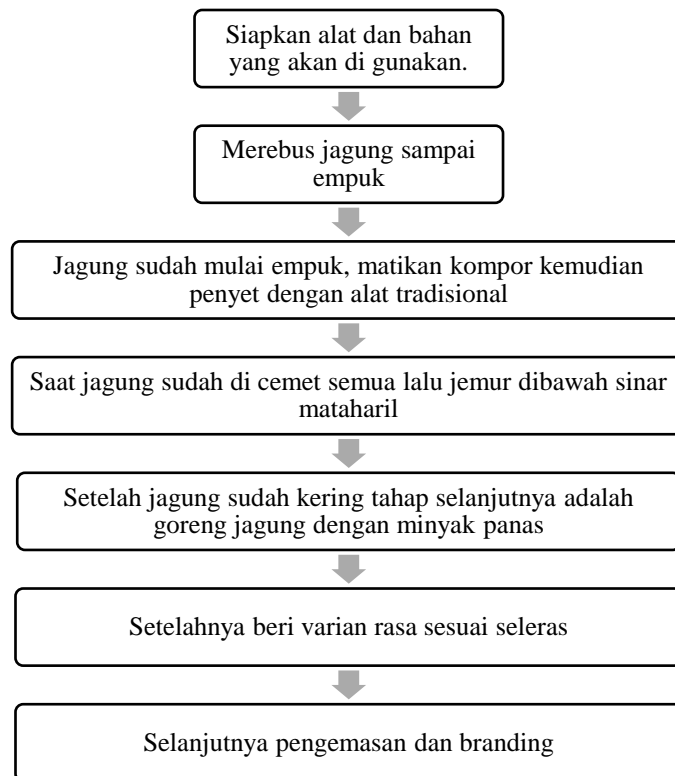 Siapkan alat dan bahan
yang akan di gunakan.
Merebus jagung sampai
empuk
Jagung sudah mulai empuk, matikan kompor kemudian
penyet dengan alat tradisional
Saat jagung sudah di cemet semua lalu jemur dibawah sinar
mataharil
Setelah jagung sudah kering tahap selanjutnya adalah
goreng jagung dengan minyak panas
Setelahnya beri varian rasa sesuai seleras
Selanjutnya pengemasan dan branding